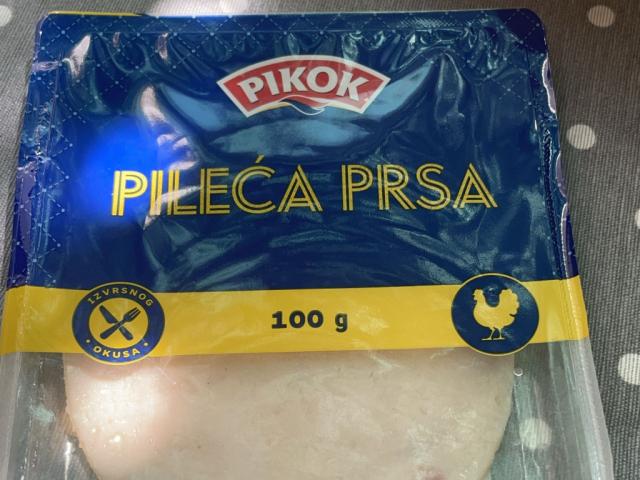 PIKOK
PILEĆA PRSA
IZVRSNOG
OKUSA
100 g